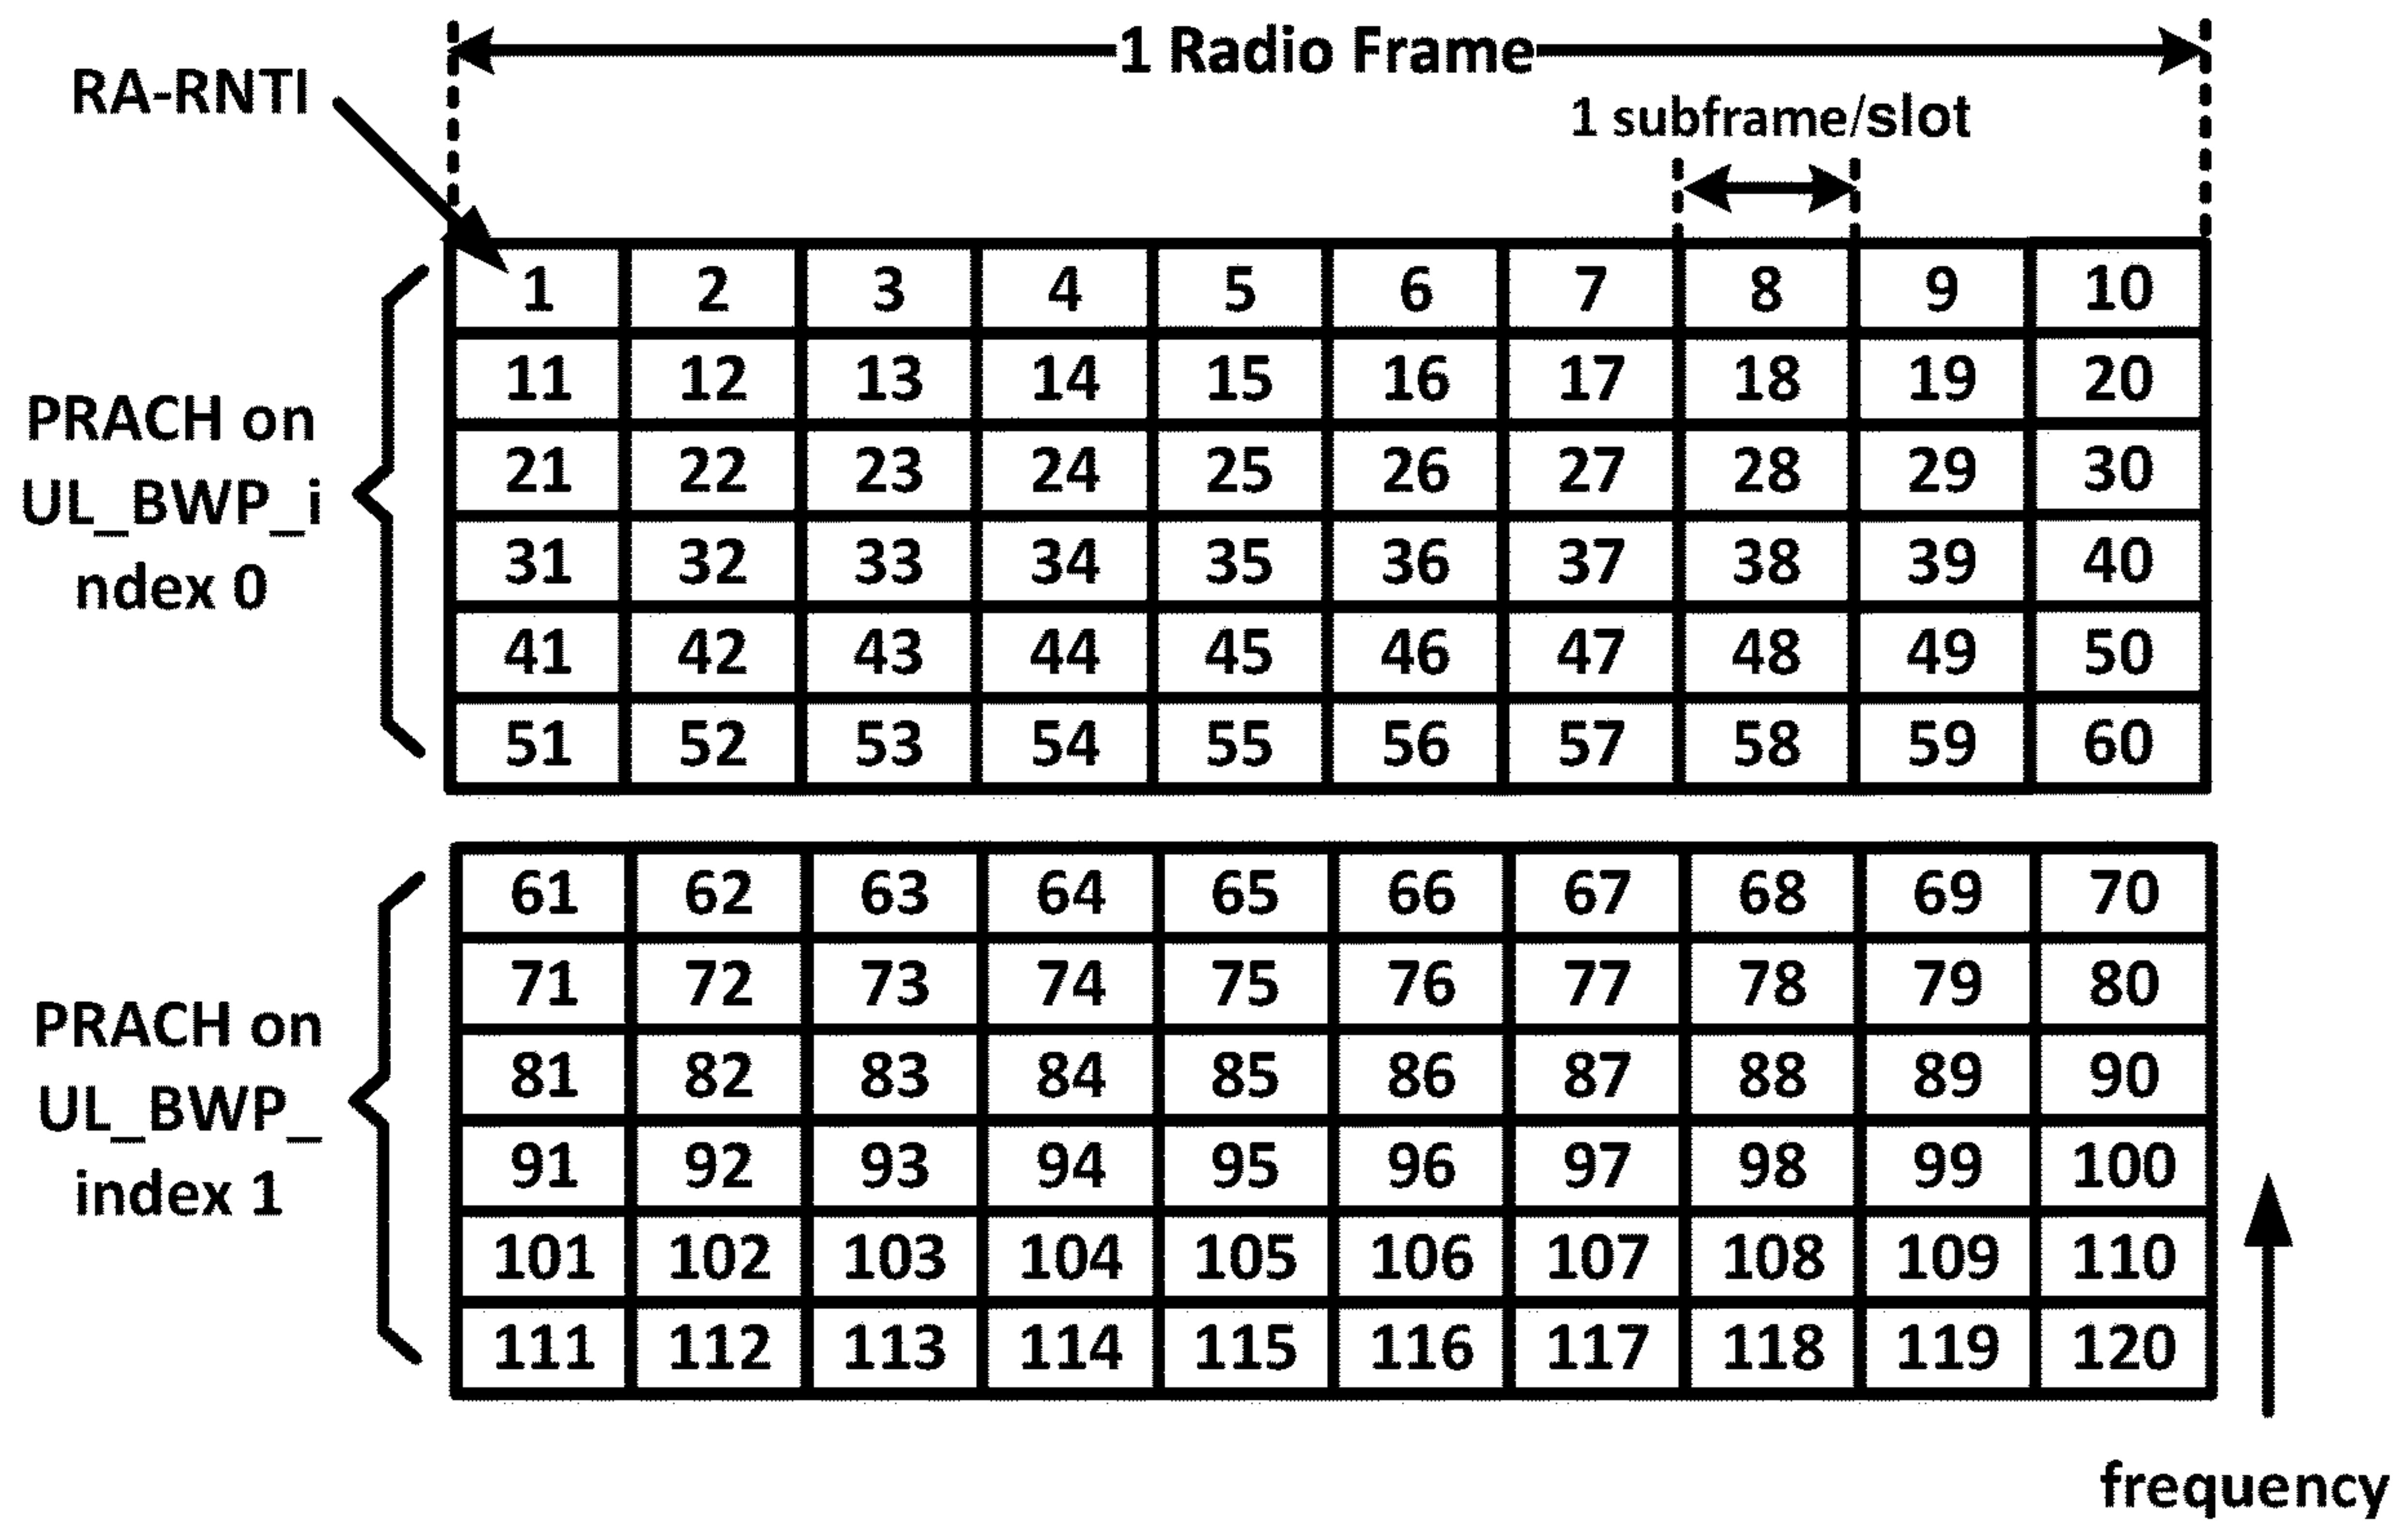 1 Radio Frame
RA-RNTI
1 subframe/slot
1 2 3 4 5 6 7 8 9 10
11 12 13 14 15 16 17 18 19 20
21 22 23 24 25 26 27 28 29 30
31 32 33 34 35 36 37 38 39 40
41 42 43 44 45 46 47 48 49 50
51 52 53 54 55 56 57 58 59 60
PRACH on
UL_BWP_i
ndex 0
61 62 63 64 65 66 67 68 69 70
71 72 73 74 75 76 77 78 79 80
81 82 83 84 85 86 87 88 89 90
91 92 93 94 95 96 97 98 99 100
101 102 103 104 105 106 107 108 109 110
111 112 113 114 115 116 117 118 119 120
PRACH on
UL_BWP_
index 1
frequency